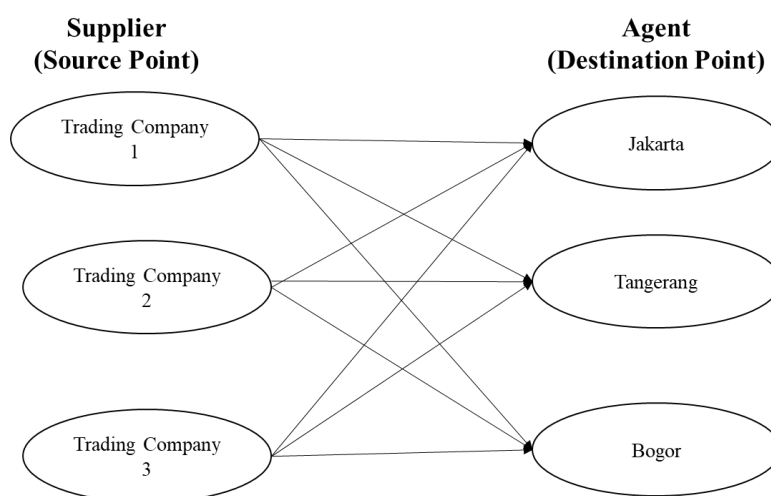 Supplier
(Source Point)
Agent
(Destination Point)
Trading Company
1
Jakarta
Trading Company
2
Tangerang
Trading Company
3
Bogor